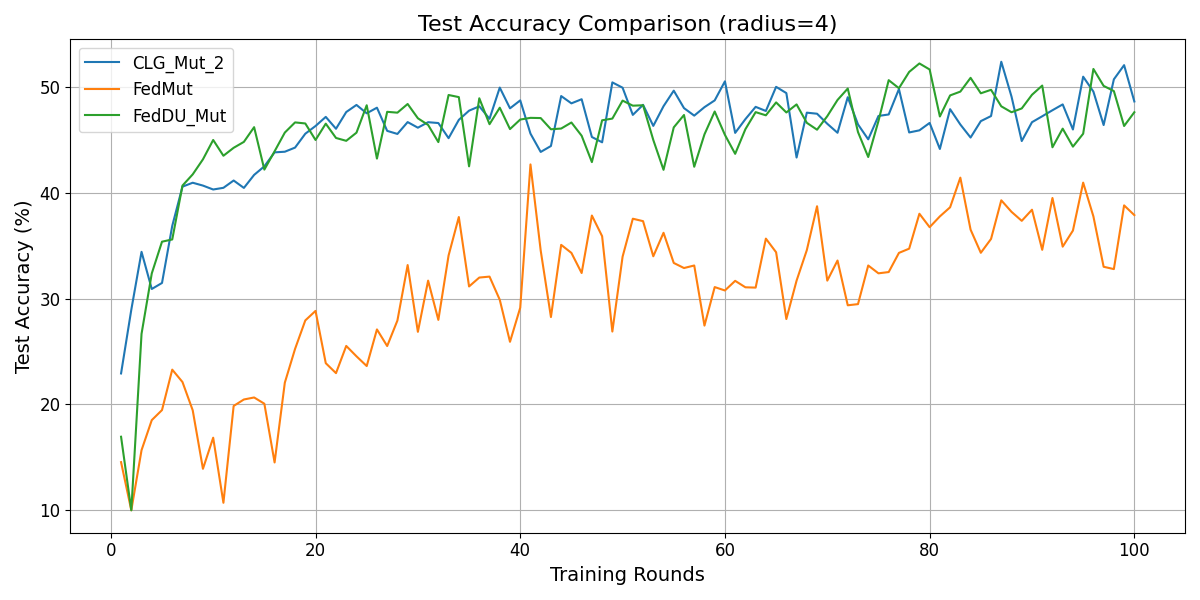 Test Accuracy Comparison (radius=4)
CLG_Mut_2
FedMut
FedDU_Mut
Test Accuracy (%)
50
40
30
20
10
0 20 40 60 80 100
Training Rounds